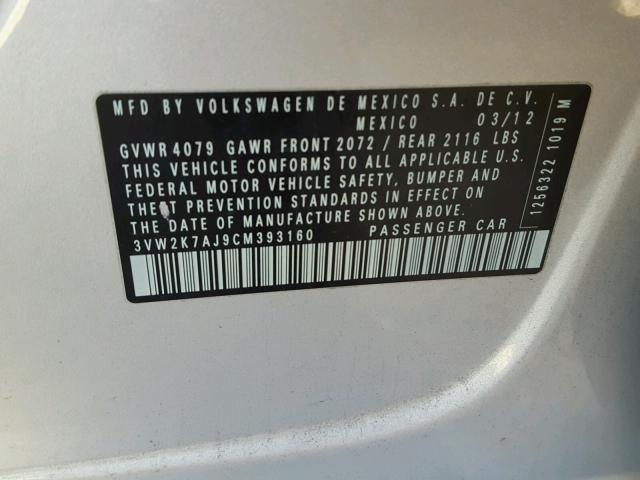 MFD BY VOLKSWAGEN DE MEXICO S.A. DE C.V.
MEXICO 03/12
GVWR 4079 GAWR FRONT 2072 / REAR 2116 LBS
THIS VEHICLE CONFORMS TO ALL APPLICABLE U.S.
FEDERAL MOTOR VEHICLE SAFETY, BUMPER AND
THEFT PREVENTION STANDARDS IN EFFECT ON
THE DATE OF MANUFACTURE SHOWN ABOVE.
3VW2K7AJ9CM393160 PASSENGER CAR
1256322 1019 M